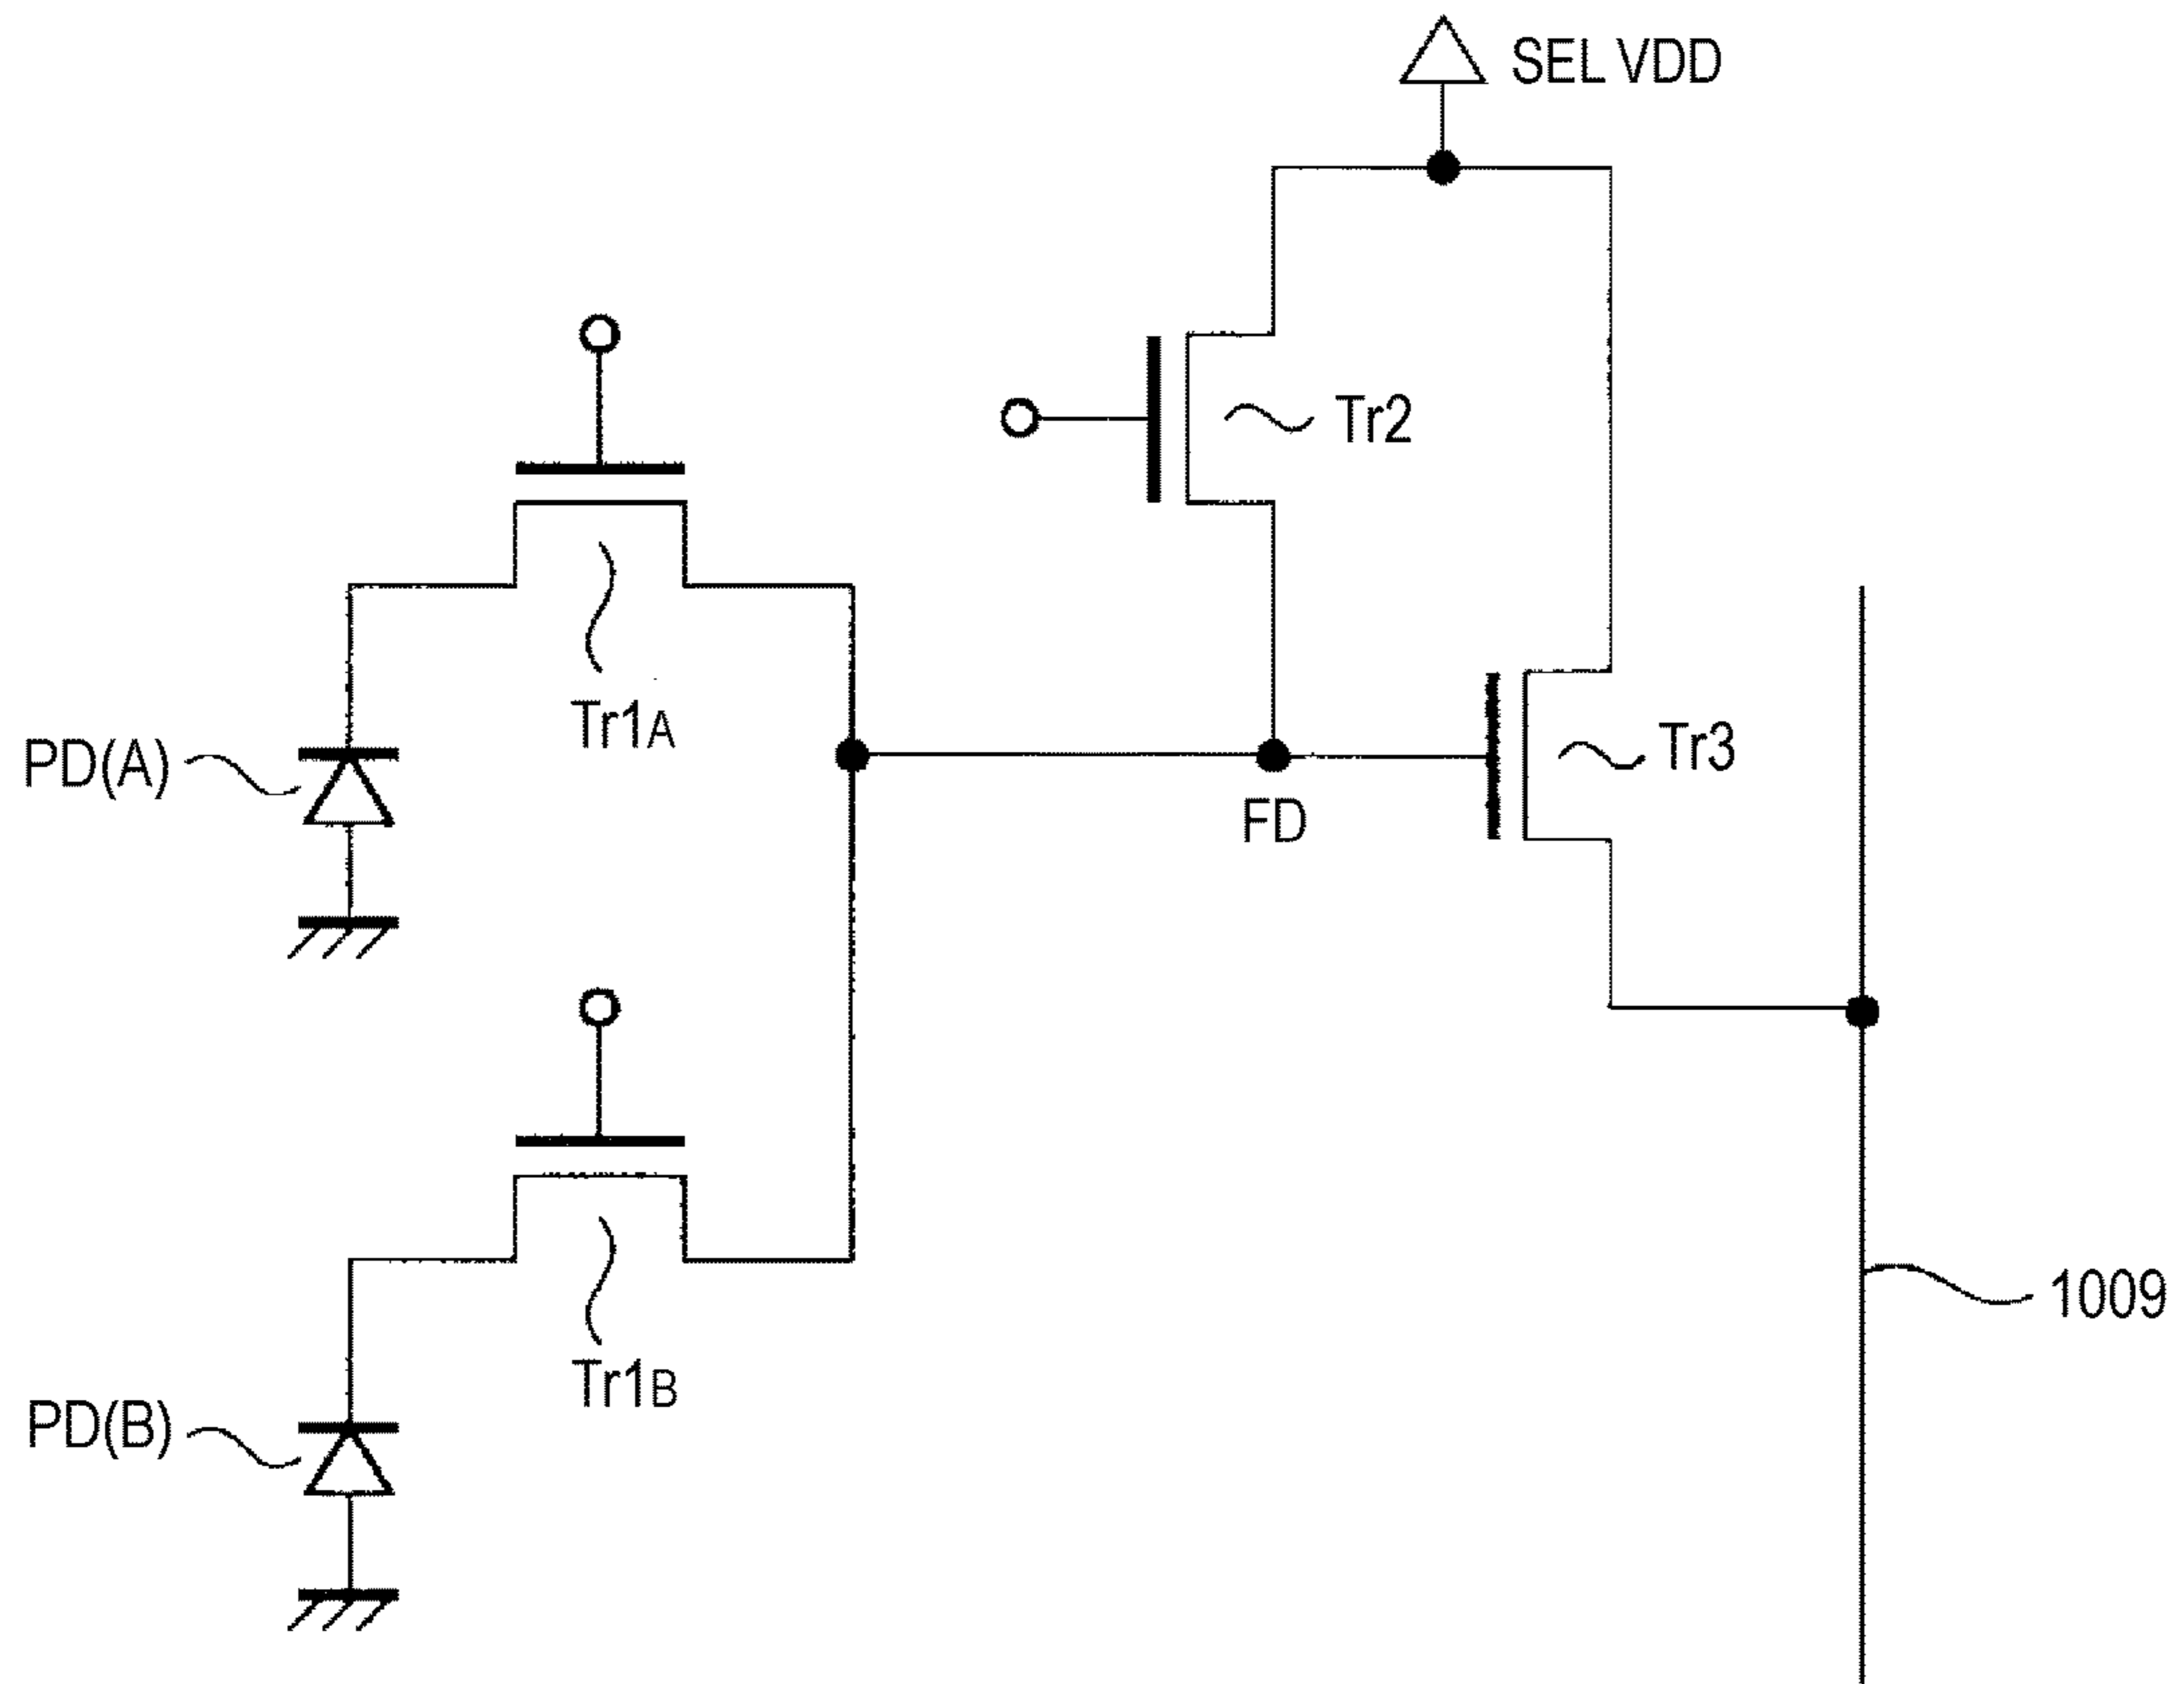 SEL VDD
Tr2
Tr1A
Tr3
PD(A)
FD
1009
Tr1B
PD(B)